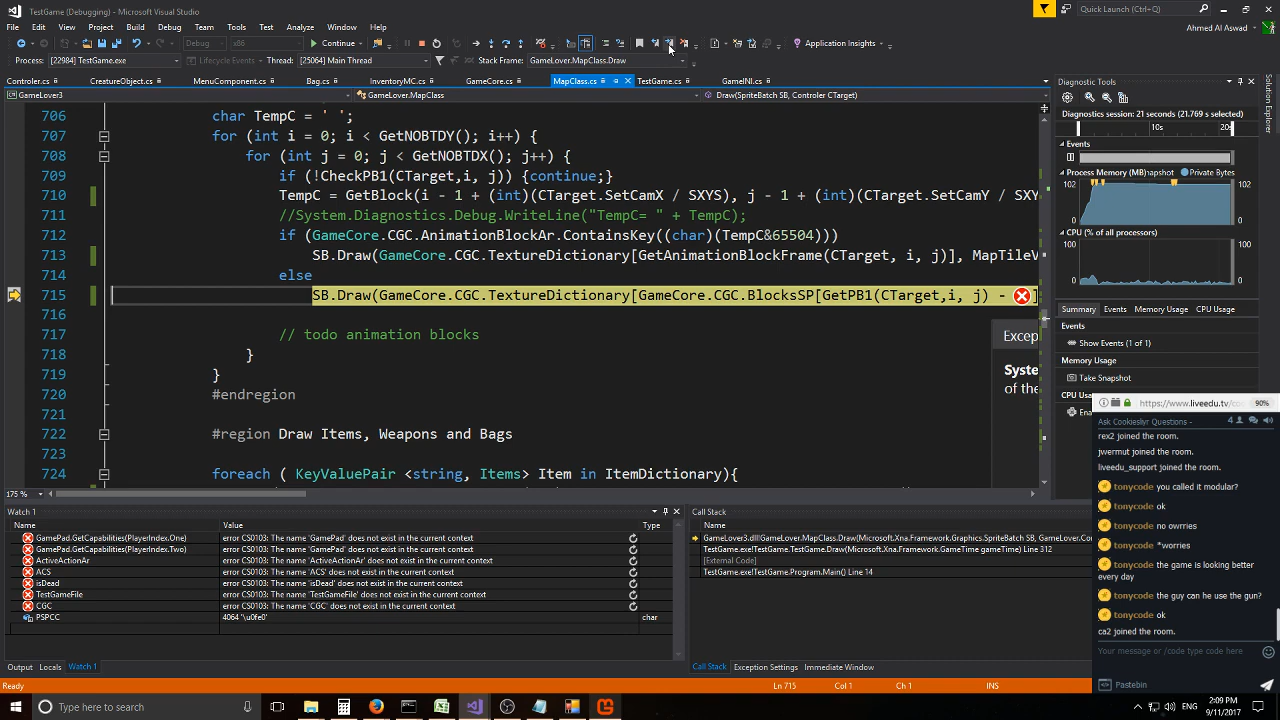 TestGame (Debugging) - Microsoft Visual Studio
Quick Launch (Ctrl+Q)
File Edit View Project Build Debug Team Tools Test Analyze Window Help
Ahmed Al Aswad
Debug x86 Continue Application Insights
Process: [22984] TestGame.exe Lifecycle Events Thread: [25064] Main Thread Stack Frame: GameLover.MapClass.Draw
Controler.cs CreatureObject.cs MenuComponent.cs Bag.cs InventoryMC.cs GameCore.cs MapClass.cs TestGame.cs GameINI.cs
GameLover3 GameLover.MapClass Draw(SpriteBatch SB, Controler CTarget)
706 char TempC = ' ';
707 for (int i = 0; i < GetNOBTDY(); i++) {
708 for (int j = 0; j < GetNOBTDX(); j++) {
709 if (!CheckPB1(CTarget,i, j)) {continue;}
710 TempC = GetBlock(i - 1 + (int)(CTarget.SetCamX / SXYS), j - 1 + (int)(CTarget.SetCamY / SX
711 //System.Diagnostics.Debug.WriteLine("TempC= " + TempC);
712 if (GameCore.CGC.AnimationBlockAr.ContainsKey((char)(TempC&65504)))
713 SB.Draw(GameCore.CGC.TextureDictionary[GetAnimationBlockFrame(CTarget, i, j)], MapTileV
714 else
715 SB.Draw(GameCore.CGC.TextureDictionary[GameCore.CGC.BlocksSP[GetPB1(CTarget,i, j) -
716
717 // todo animation blocks
718 }
719 }
720 #endregion
721
722 #region Draw Items, Weapons and Bags
723
724 foreach ( KeyValuePair <string, Items> Item in ItemDictionary){
Excep
Syste
of the
175 %
Diagnostic Tools
Diagnostics session: 21 seconds (21.769 s selected)
10s 20s
Events
Process Memory (MB) napshot Private Bytes
102 102
0 0
CPU (% of all processors)
100 100
0 0
Summary Events Memory Usage CPU Usage
Events
Show Events (1 of 1)
Memory Usage
Take Snapshot
CPU Usa
Ena
Solution Explorer
Watch 1
Name Value Type
GamePad.GetCapabilities(PlayerIndex.One) error CS0103: The name 'GamePad' does not exist in the current context
GamePad.GetCapabilities(PlayerIndex.Two) error CS0103: The name 'GamePad' does not exist in the current context
ActiveActionAr error CS0103: The name 'ActiveActionAr' does not exist in the current context
ACS error CS0103: The name 'ACS' does not exist in the current context
isDead error CS0103: The name 'isDead' does not exist in the current context
TestGameFile error CS0103: The name 'TestGameFile' does not exist in the current context
CGC error CS0103: The name 'CGC' does not exist in the current context
PSPCC 4064 '\u0fe0' char
Output Locals Watch 1
Call Stack
Name
GameLover3.dll!GameLover.MapClass.Draw(Microsoft.Xna.Framework.Graphics.SpriteBatch SB, GameLover.Con
TestGame.exe!TestGame.TestGame.Draw(Microsoft.Xna.Framework.GameTime gameTime) Line 312
[External Code]
TestGame.exe!TestGame.Program.Main() Line 14
Call Stack Exception Settings Immediate Window
https://www.liveedu.tv/co 90%
Ask Cookiesliyr Questions - 4
rex2 joined the room.
jvermut joined the room.
liveedu_support joined the room.
tonycode you called it modular?
tonycode ok
tonycode no owrries
tonycode *worries
tonycode the game is looking better
every day
tonycode the guy can he use the gun?
tonycode ok
ca2 joined the room.
Your message or /code type code here
Pastebin
Ready Ln 715 Col 1 Ch 1 INS
Type here to search
2:09 PM
9/11/2017